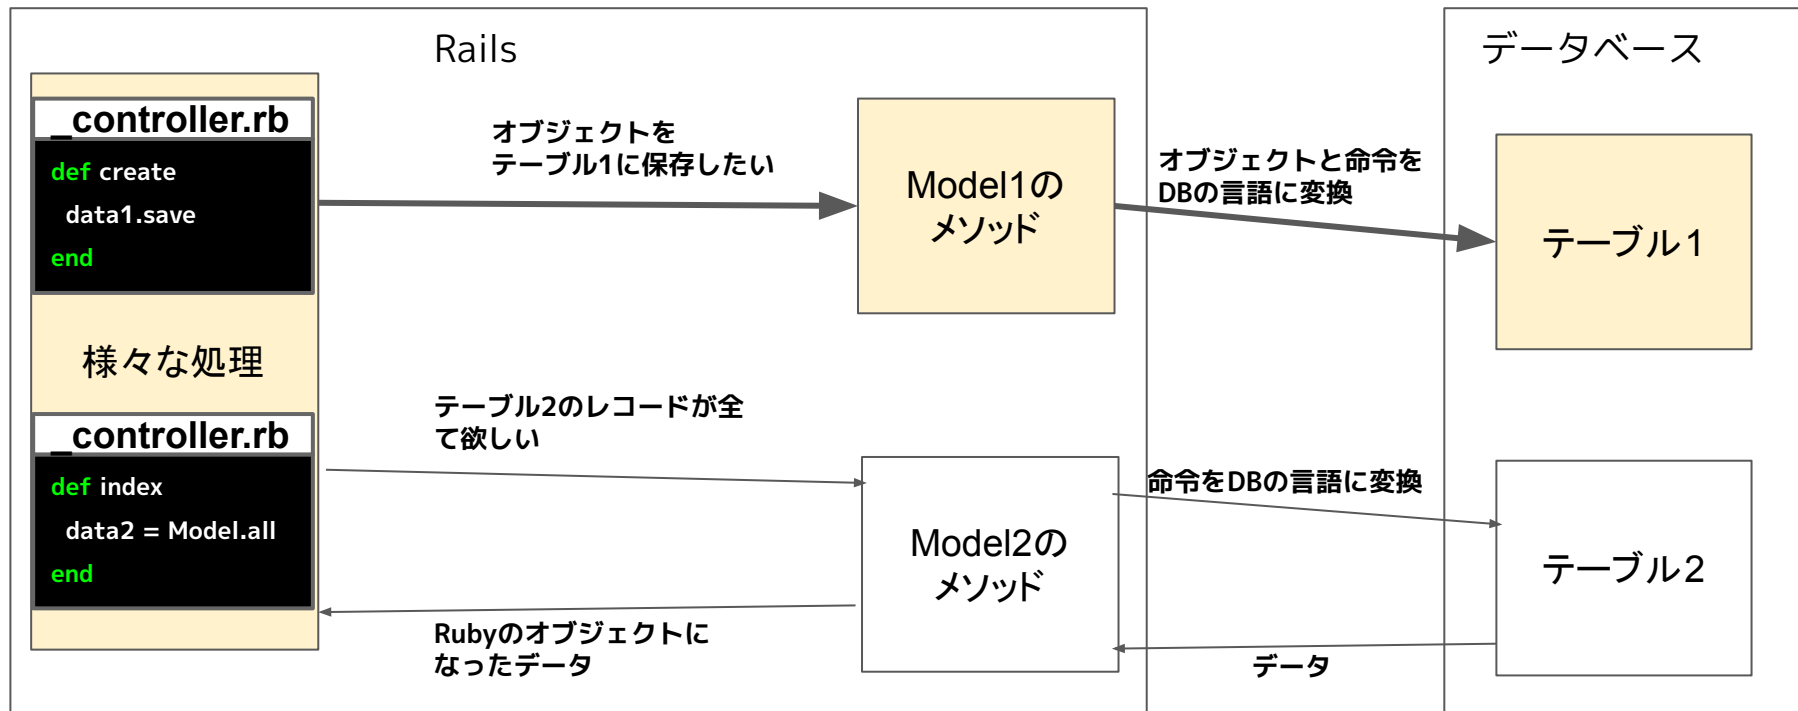 Rails
データベース
_controller.rb
def create
data1.save
end
オブジェクトを
テーブル1に保存したい
Model1の
メソッド
オブジェクトと命令を
DBの言語に変換
テーブル1
様々な処理
_controller.rb
def index
data2 = Model.all
end
テーブル2のレコードが全
て欲しい
Model2の
メソッド
命令をDBの言語に変換
テーブル2
Rubyのオブジェクトに
なったデータ
データ